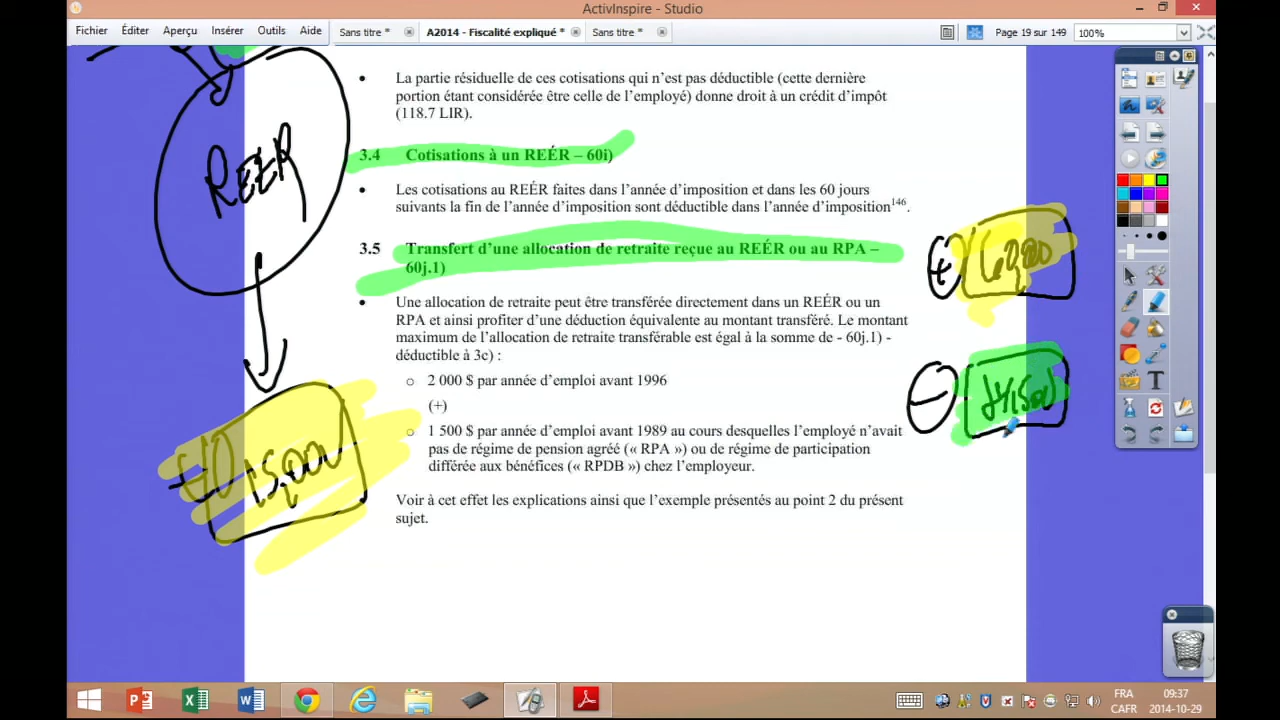 ActivInspire - Studio
Fichier Éditer Aperçu Insérer Outils Aide Sans titre * A2014 - Fiscalité expliqué * Sans titre * Page 19 sur 149 100%
La partie résiduelle de ces cotisations qui n'est pas déductible (cette dernière
portion étant considérée être celle de l'employé) donne droit à un crédit d'impôt
(118.7 LIR).
REÉR
3.4 Cotisations à un REÉR – 60i)
Les cotisations au REÉR faites dans l'année d'imposition et dans les 60 jours
suivants la fin de l'année d'imposition sont déductible dans l'année d'imposition146.
3.5 Transfert d'une allocation de retraite reçue au REÉR ou au RPA –
60j.1)
+ 60,000
Une allocation de retraite peut être transférée directement dans un REÉR ou un
RPA et ainsi profiter d'une déduction équivalente au montant transféré. Le montant
maximum de l'allocation de retraite transférable est égal à la somme de - 60j.1) -
déductible à 3c) :
2 000 $ par année d'emploi avant 1996
(+)
1 500 $ par année d'emploi avant 1989 au cours desquelles l'employé n'avait
pas de régime de pension agréé (« RPA ») ou de régime de participation
différée aux bénéfices (« RPDB ») chez l'employeur.
15,000
Voir à cet effet les explications ainsi que l'exemple présentés au point 2 du présent
sujet.
FRA 09:37
CAFR 2014-10-29